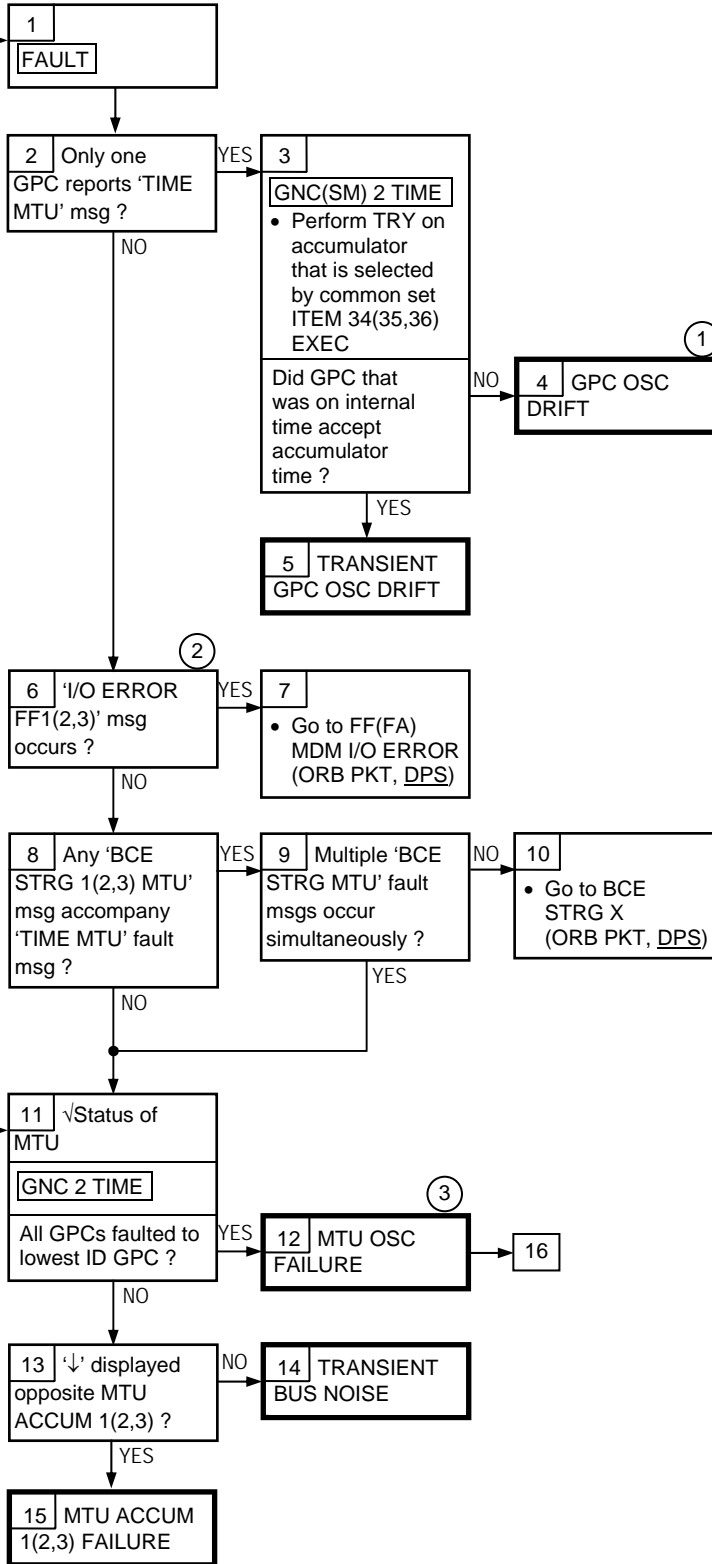 1
FAULT
2 Only one
GPC reports ‘TIME
MTU’ msg ?
YES
NO
3
GNC(SM) 2 TIME
• Perform TRY on
accumulator
that is selected
by common set
ITEM 34(35,36)
EXEC
Did GPC that
was on internal
time accept
accumulator
time ?
NO
YES
1
4 GPC OSC
DRIFT
5 TRANSIENT
GPC OSC DRIFT
2
6 ‘I/O ERROR
FF1(2,3)’ msg
occurs ?
YES
NO
7
• Go to FF(FA)
MDM I/O ERROR
(ORB PKT, DPS)
8 Any ‘BCE
STRG 1(2,3) MTU’
msg accompany
‘TIME MTU’ fault
msg ?
YES
NO
9 Multiple ‘BCE
STRG MTU’ fault
msgs occur
simultaneously ?
NO
YES
10
• Go to BCE
STRG X
(ORB PKT, DPS)
11 √Status of
MTU
GNC 2 TIME
All GPCs faulted to
lowest ID GPC ?
YES
NO
3
12 MTU OSC
FAILURE
16
13 ‘↓’ displayed
opposite MTU
ACCUM 1(2,3) ?
NO
YES
14 TRANSIENT
BUS NOISE
15 MTU ACCUM
1(2,3) FAILURE